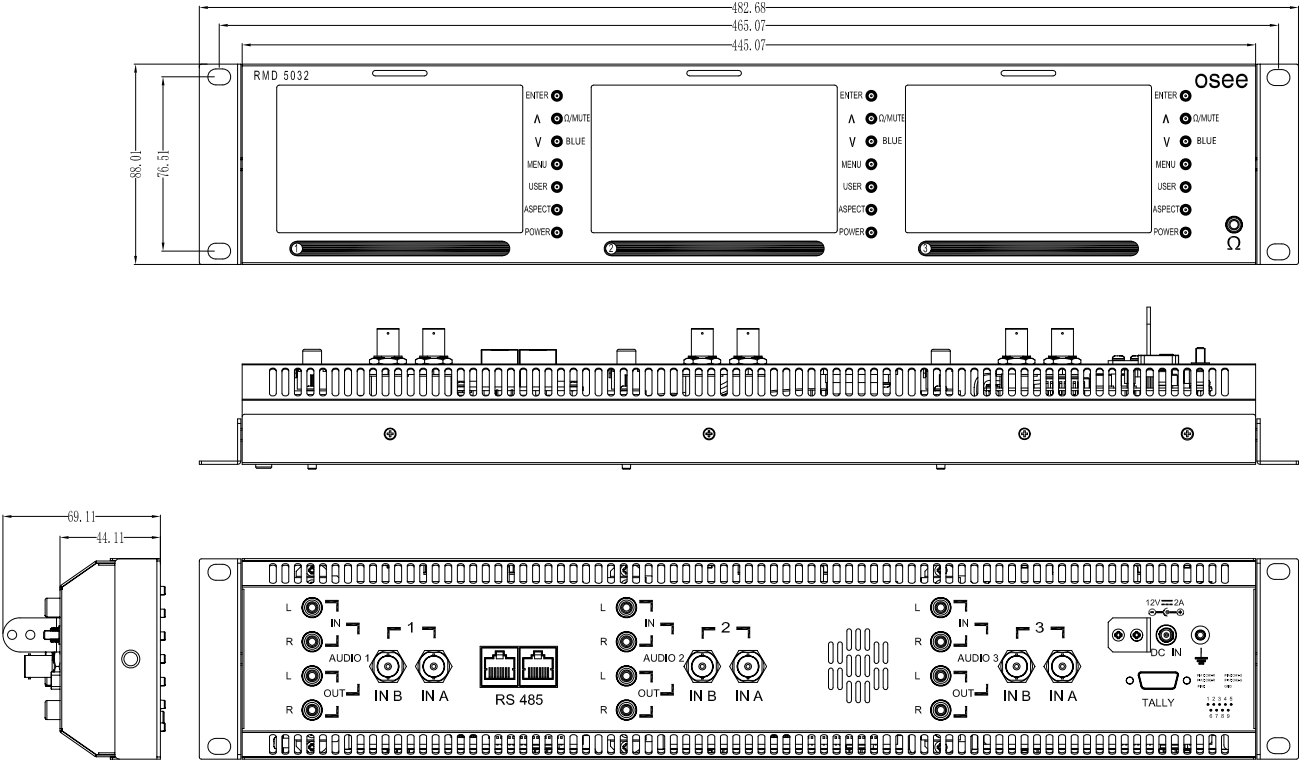 482.68
465.07
445.07
88.01
76.51
RMD 5032
osee
ENTER
Ω/MUTE
BLUE
MENU
USER
ASPECT
POWER
1
ENTER
Ω/MUTE
BLUE
MENU
USER
ASPECT
POWER
2
ENTER
Ω/MUTE
BLUE
MENU
USER
ASPECT
POWER
3
Ω
69.11
44.11
L
R
IN
AUDIO 1
L
R
OUT
1
IN B IN A
RS 485
L
R
IN
AUDIO 2
L
R
OUT
2
IN B IN A
L
R
IN
AUDIO 3
L
R
OUT
3
IN B IN A
12V 2A
DC IN
TALLY
1 2 3 4 5
6 7 8 9